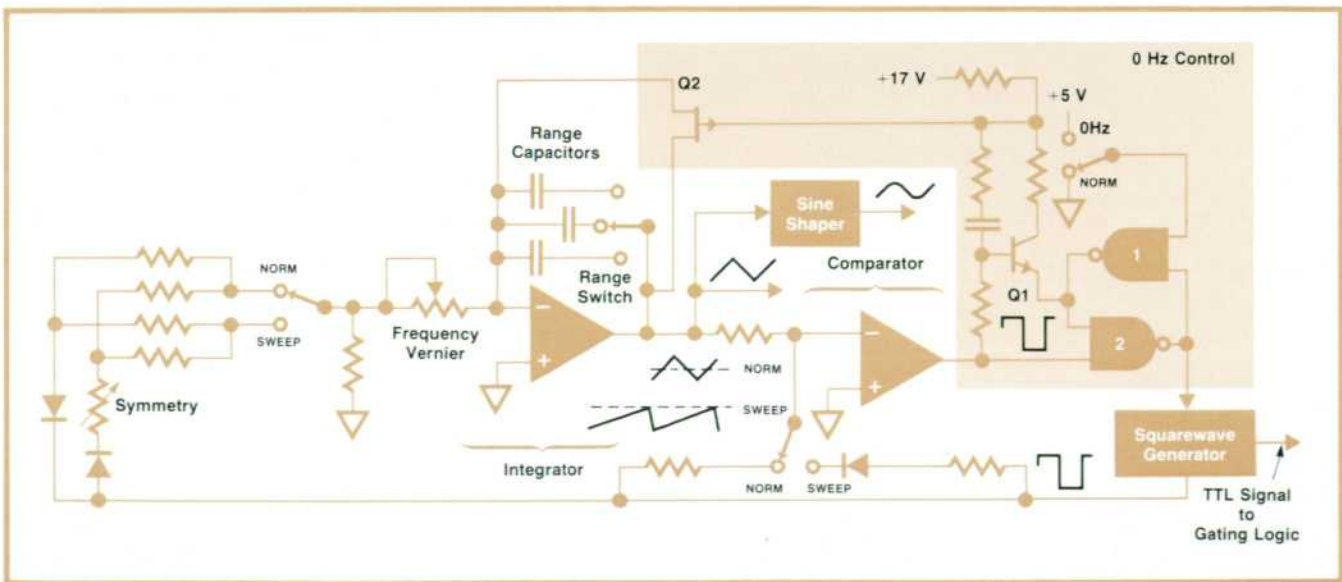 0 Hz Control
+17 V
+5 V
Q2
0Hz
NORM
Range
Capacitors
Sine
Shaper
NORM
Range
Switch
Comparator
1
Q1
Frequency
Vernier
−
+
−
+
2
SWEEP
NORM
Symmetry
SWEEP
Integrator
NORM
SWEEP
Squarewave
Generator
TTL Signal
to
Gating Logic